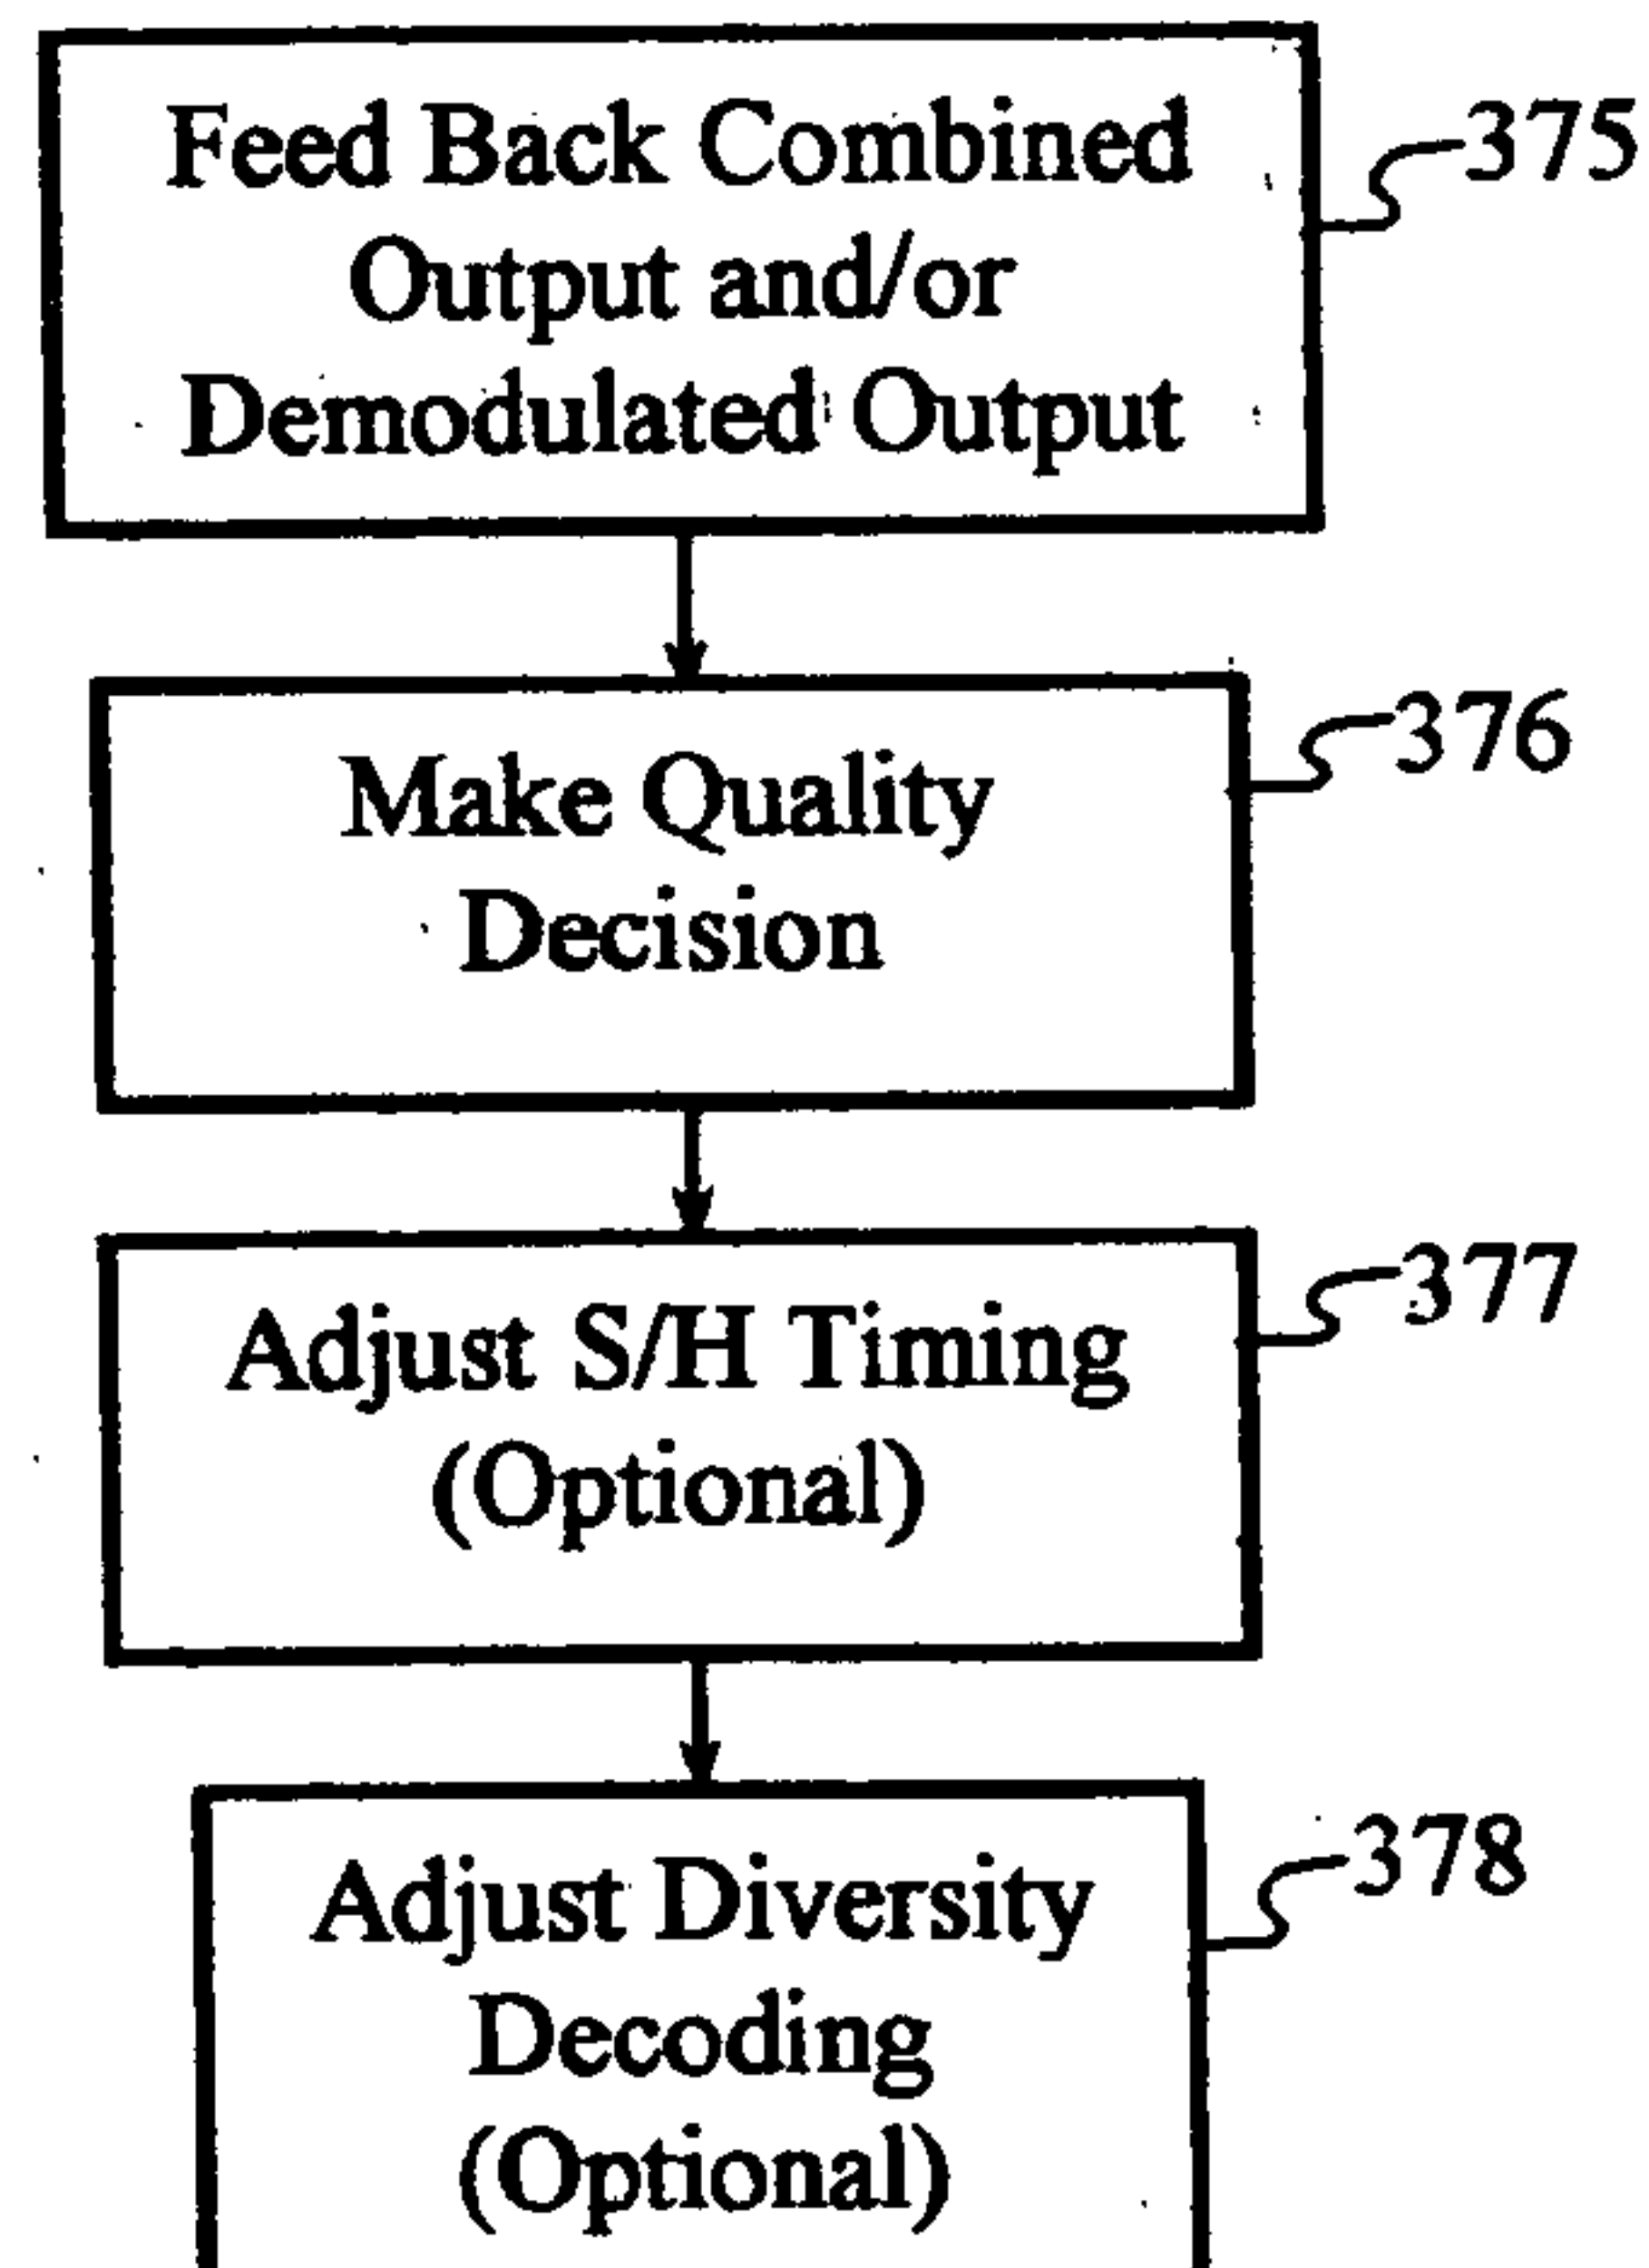 Feed Back Combined
Output and/or
Demodulated Output
375
Make Quality
Decision
376
Adjust S/H Timing
(Optional)
377
Adjust Diversity
Decoding
(Optional)
378